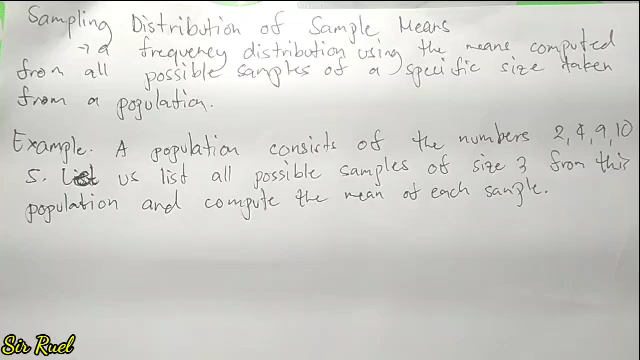 Sampling Distribution of Sample Means
→ a frequency distribution using the means computed
from all possible samples of a specific size taken
from a population.
Example. A population consists of the numbers 2, 4, 9, 10
5. Let us list all possible samples of size 3 from this
population and compute the mean of each sample.
Sir Ruel